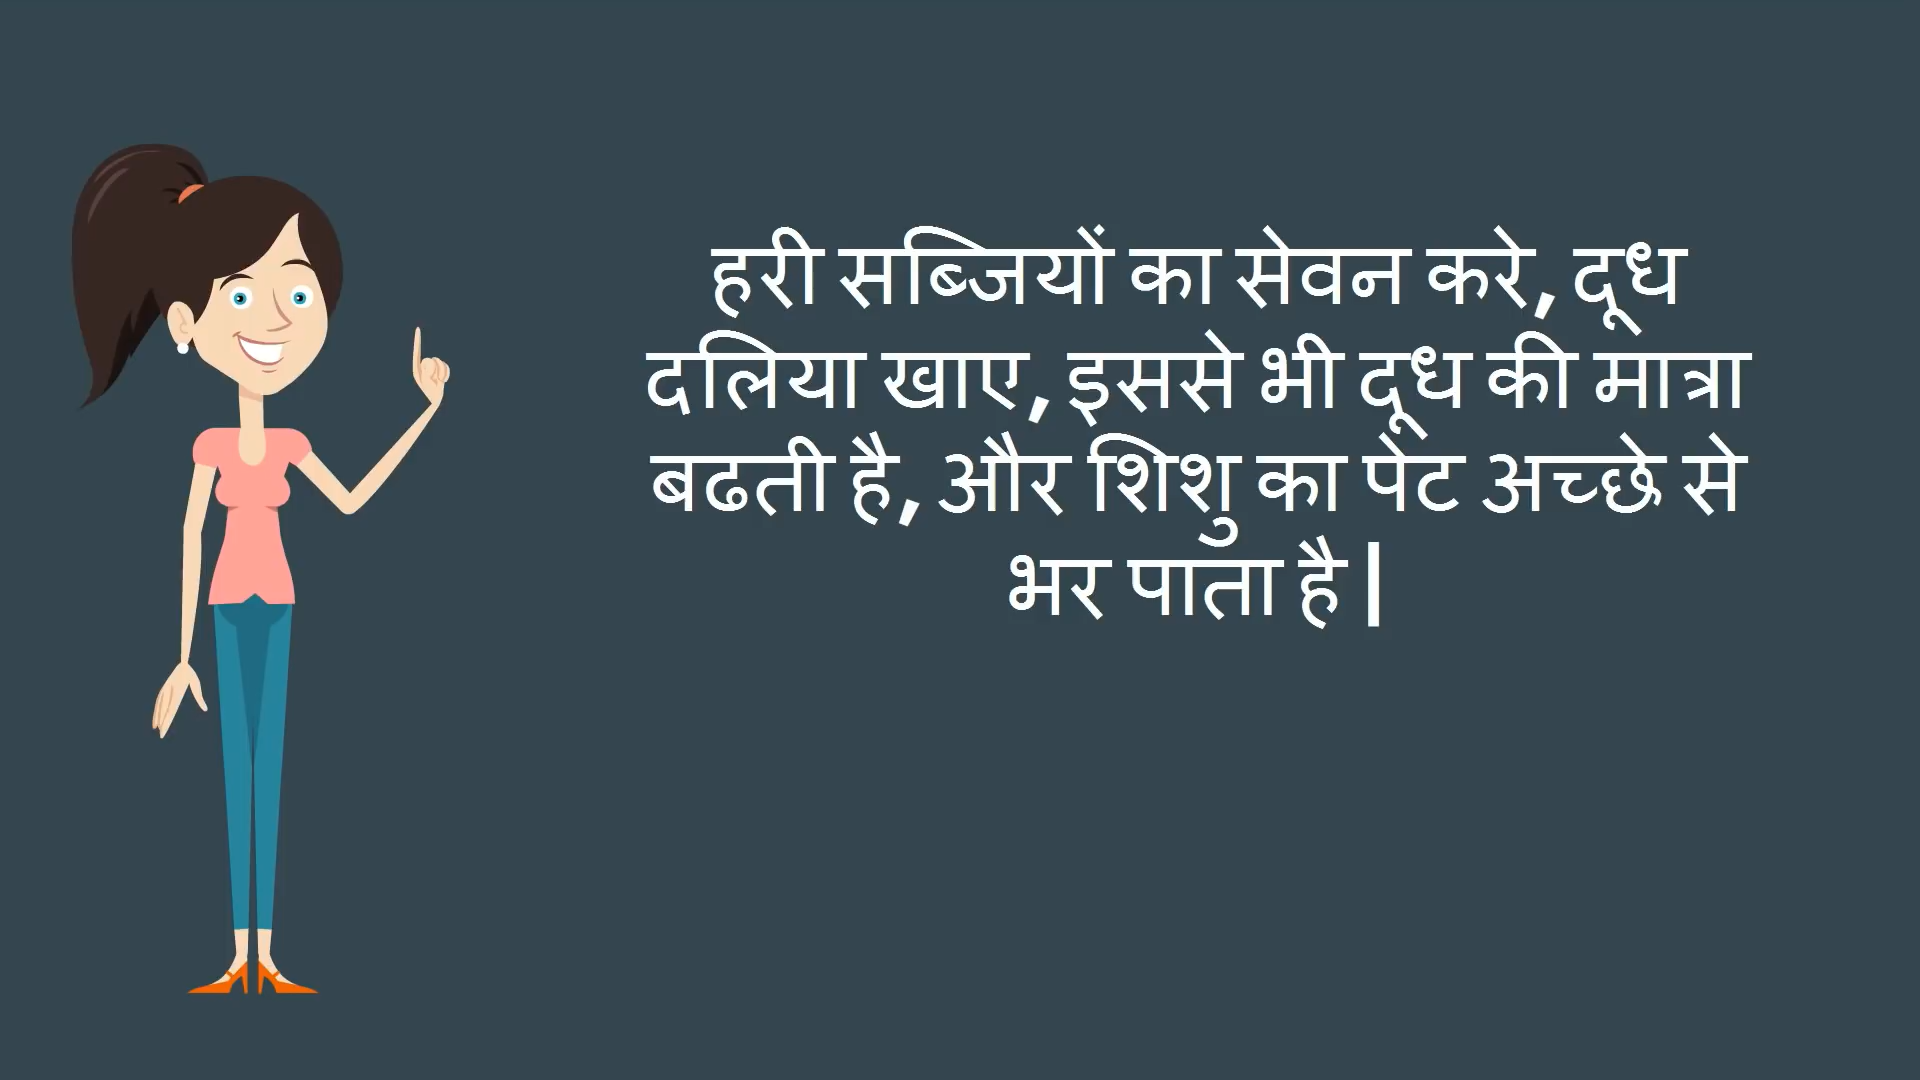 हरी सब्जियों का सेवन करे, दूध
दलिया खाए, इससे भी दूध की मात्रा
बढती है, और शिशु का पेट अच्छे से
भर पाता है|